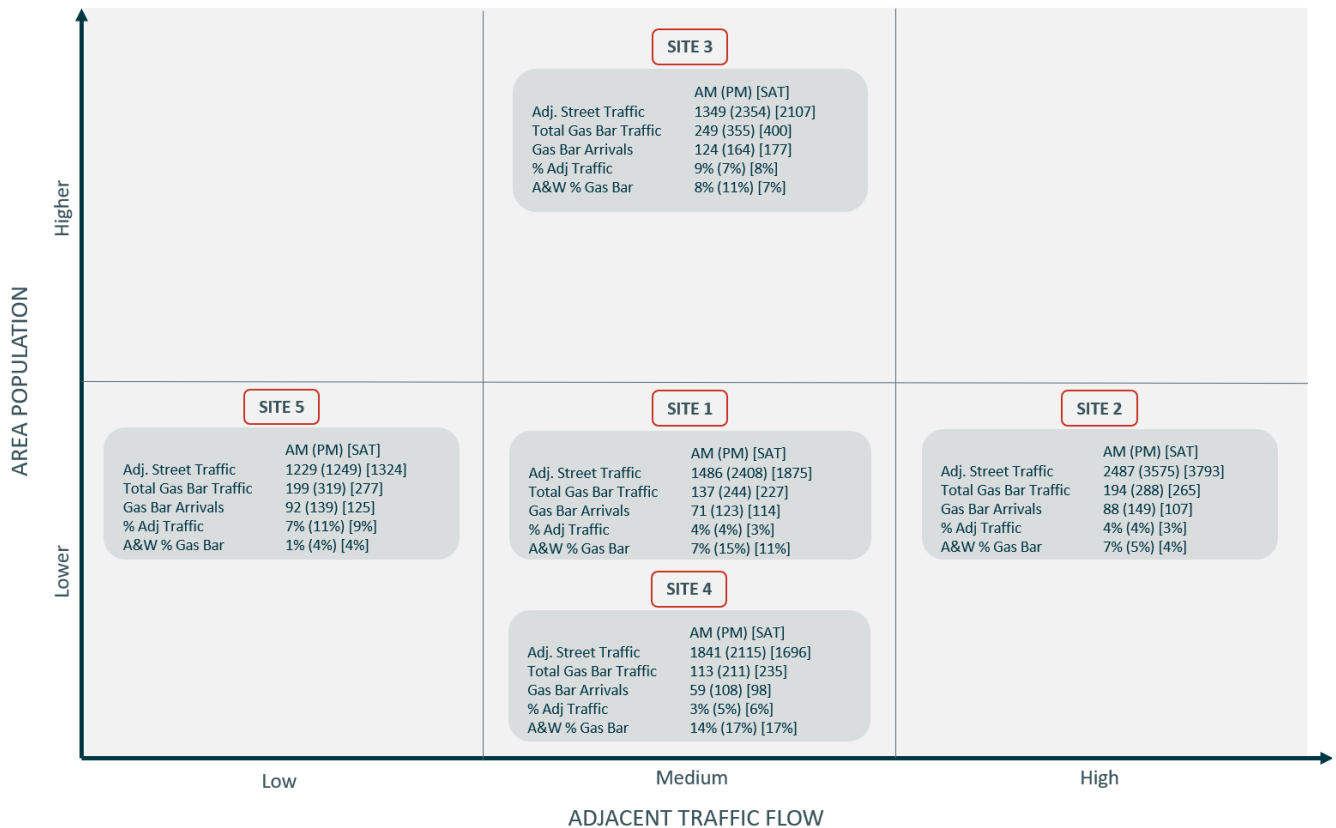 SITE 3
AM (PM) [SAT]
Adj. Street Traffic 1349 (2354) [2107]
Total Gas Bar Traffic 249 (355) [400]
Gas Bar Arrivals 124 (164) [177]
% Adj Traffic 9% (7%) [8%]
A&W % Gas Bar 8% (11%) [7%]
Higher
AREA POPULATION
Lower
SITE 5
AM (PM) [SAT]
Adj. Street Traffic 1229 (1249) [1324]
Total Gas Bar Traffic 199 (319) [277]
Gas Bar Arrivals 92 (139) [125]
% Adj Traffic 7% (11%) [9%]
A&W % Gas Bar 1% (4%) [4%]
SITE 1
AM (PM) [SAT]
Adj. Street Traffic 1486 (2408) [1875]
Total Gas Bar Traffic 137 (244) [227]
Gas Bar Arrivals 71 (123) [114]
% Adj Traffic 4% (4%) [3%]
A&W % Gas Bar 7% (15%) [11%]
SITE 2
AM (PM) [SAT]
Adj. Street Traffic 2487 (3575) [3793]
Total Gas Bar Traffic 194 (288) [265]
Gas Bar Arrivals 88 (149) [107]
% Adj Traffic 4% (4%) [3%]
A&W % Gas Bar 7% (5%) [4%]
SITE 4
AM (PM) [SAT]
Adj. Street Traffic 1841 (2115) [1696]
Total Gas Bar Traffic 113 (211) [235]
Gas Bar Arrivals 59 (108) [98]
% Adj Traffic 3% (5%) [6%]
A&W % Gas Bar 14% (17%) [17%]
Low
Medium
High
ADJACENT TRAFFIC FLOW